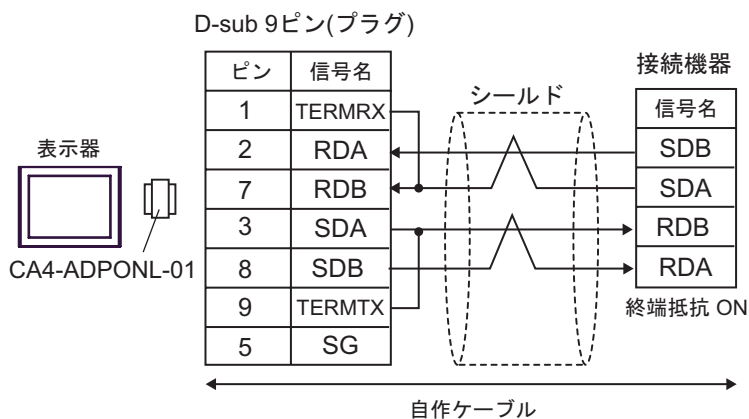 D-sub 9ピン(プラグ)
ピン 信号名
1 TERMRX
2 RDA
7 RDB
3 SDA
8 SDB
9 TERMTX
5 SG
シールド
接続機器
信号名
SDB
SDA
RDB
RDA
終端抵抗 ON
表示器
CA4-ADPONL-01
自作ケーブル